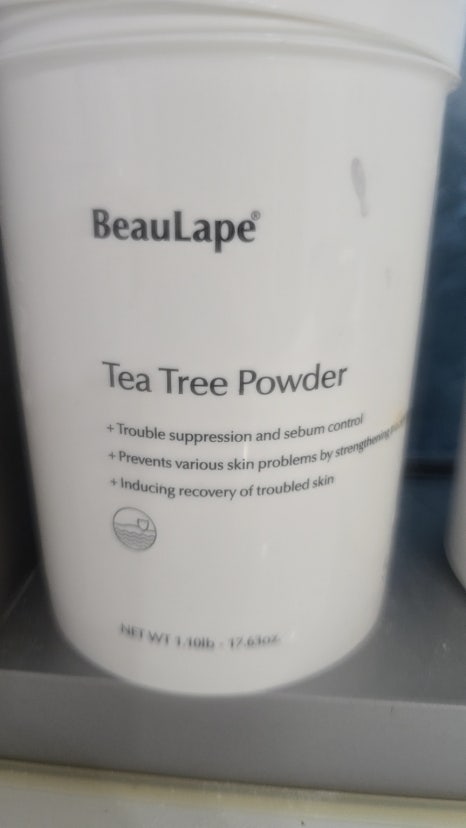 BeauLape®
Tea Tree Powder
+ Trouble suppression and sebum control
+ Prevents various skin problems by strengthening
+ Inducing recovery of troubled skin
NET WT 1.10lb - 17.63oz.